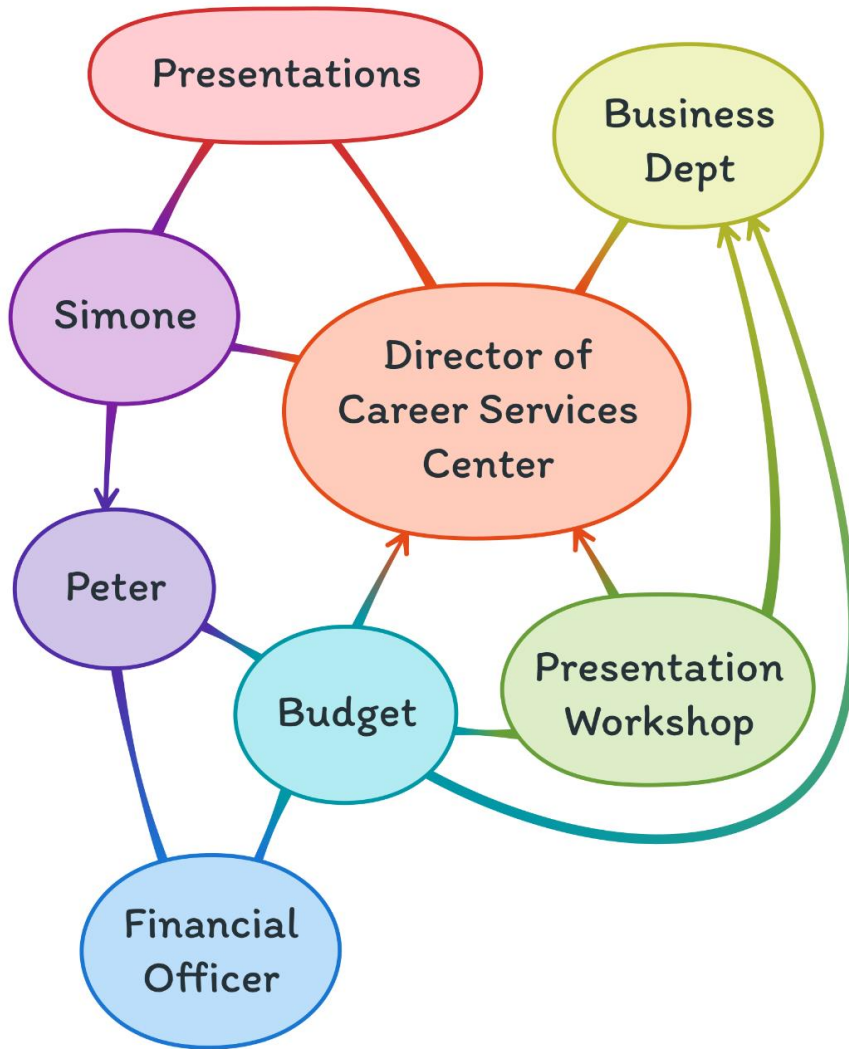 Presentations
Business
Dept
Simone
Director of
Career Services
Center
Peter
Presentation
Workshop
Budget
Financial
Officer